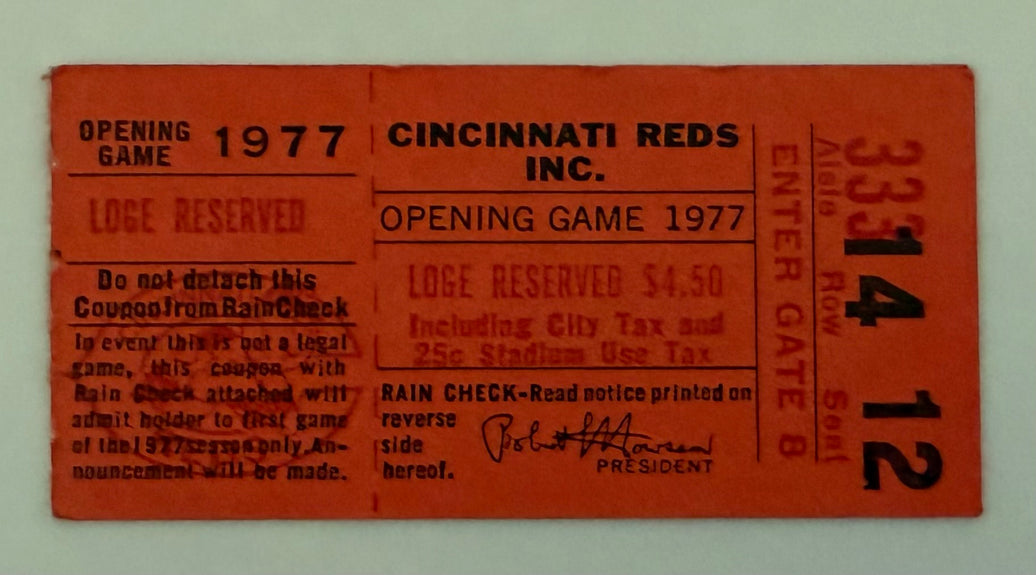 OPENING GAME 1977
LOGE RESERVED
Do not detach this
Coupon from Rain Check
In event this is not a legal
game, this coupon with
Rain Check attached will
admit holder to first game
of the 1977 season only. An-
nouncement will be made.
CINCINNATI REDS
INC.
OPENING GAME 1977
LOGE RESERVED $4.50
Including City Tax and
25c Stadium Use Tax
RAIN CHECK-Read notice printed on
reverse
side
hereof.
Robert L Howsam
PRESIDENT
ENTER GATE 8
Aisle Row Seat
333 14 12